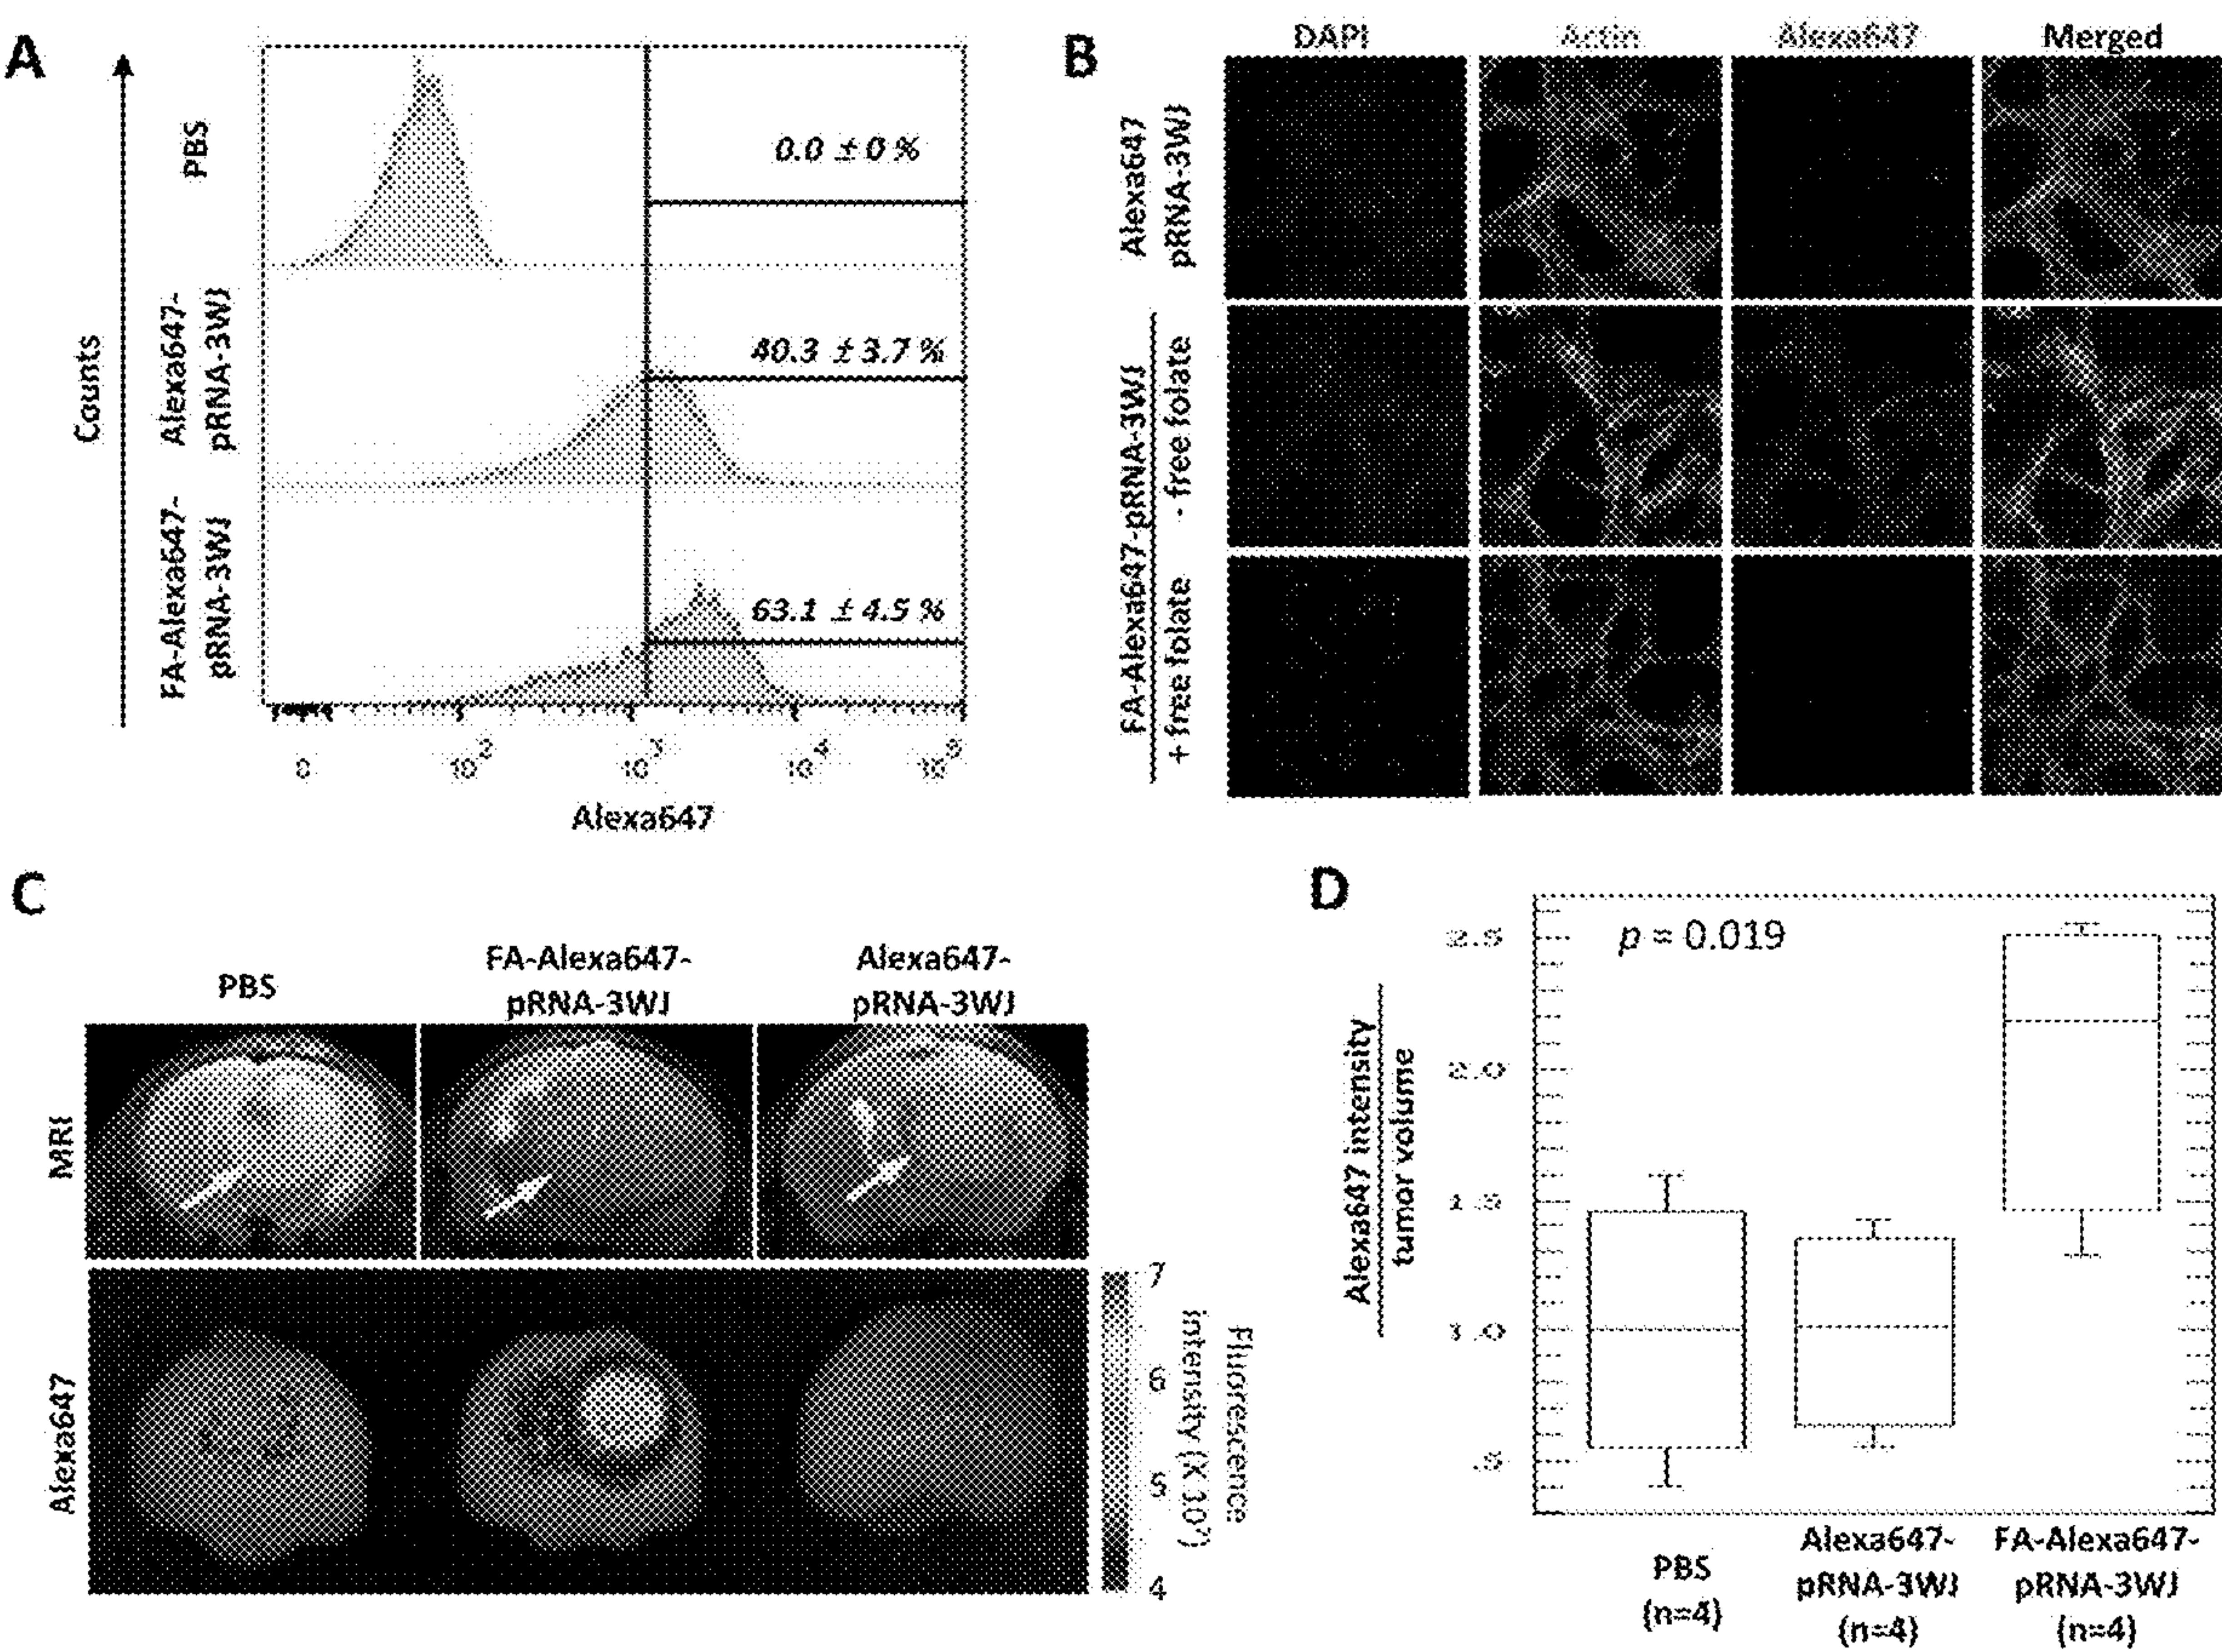 A
Counts
PBS
Alexa647-
pRNA-3WJ
FA-Alexa647-
pRNA-3WJ
0.0 ± 0 %
40.3 ± 3.7 %
63.1 ± 4.5 %
0
10^2
10^3
10^4
10^5
Alexa647
B
DAPI
Actin
Alexa647
Merged
Alexa647
pRNA-3WJ
FA-Alexa647-pRNA-3WJ
- free folate
+ free folate
C
PBS
FA-Alexa647-
pRNA-3WJ
Alexa647-
pRNA-3WJ
MRI
Alexa647
7
6
5
4
Fluorescence
intensity (X 10^7)
D
p = 0.019
Alexa647 intensity
tumor volume
2.5
2.0
1.5
1.0
.5
PBS
(n=4)
Alexa647-
pRNA-3WJ
(n=4)
FA-Alexa647-
pRNA-3WJ
(n=4)